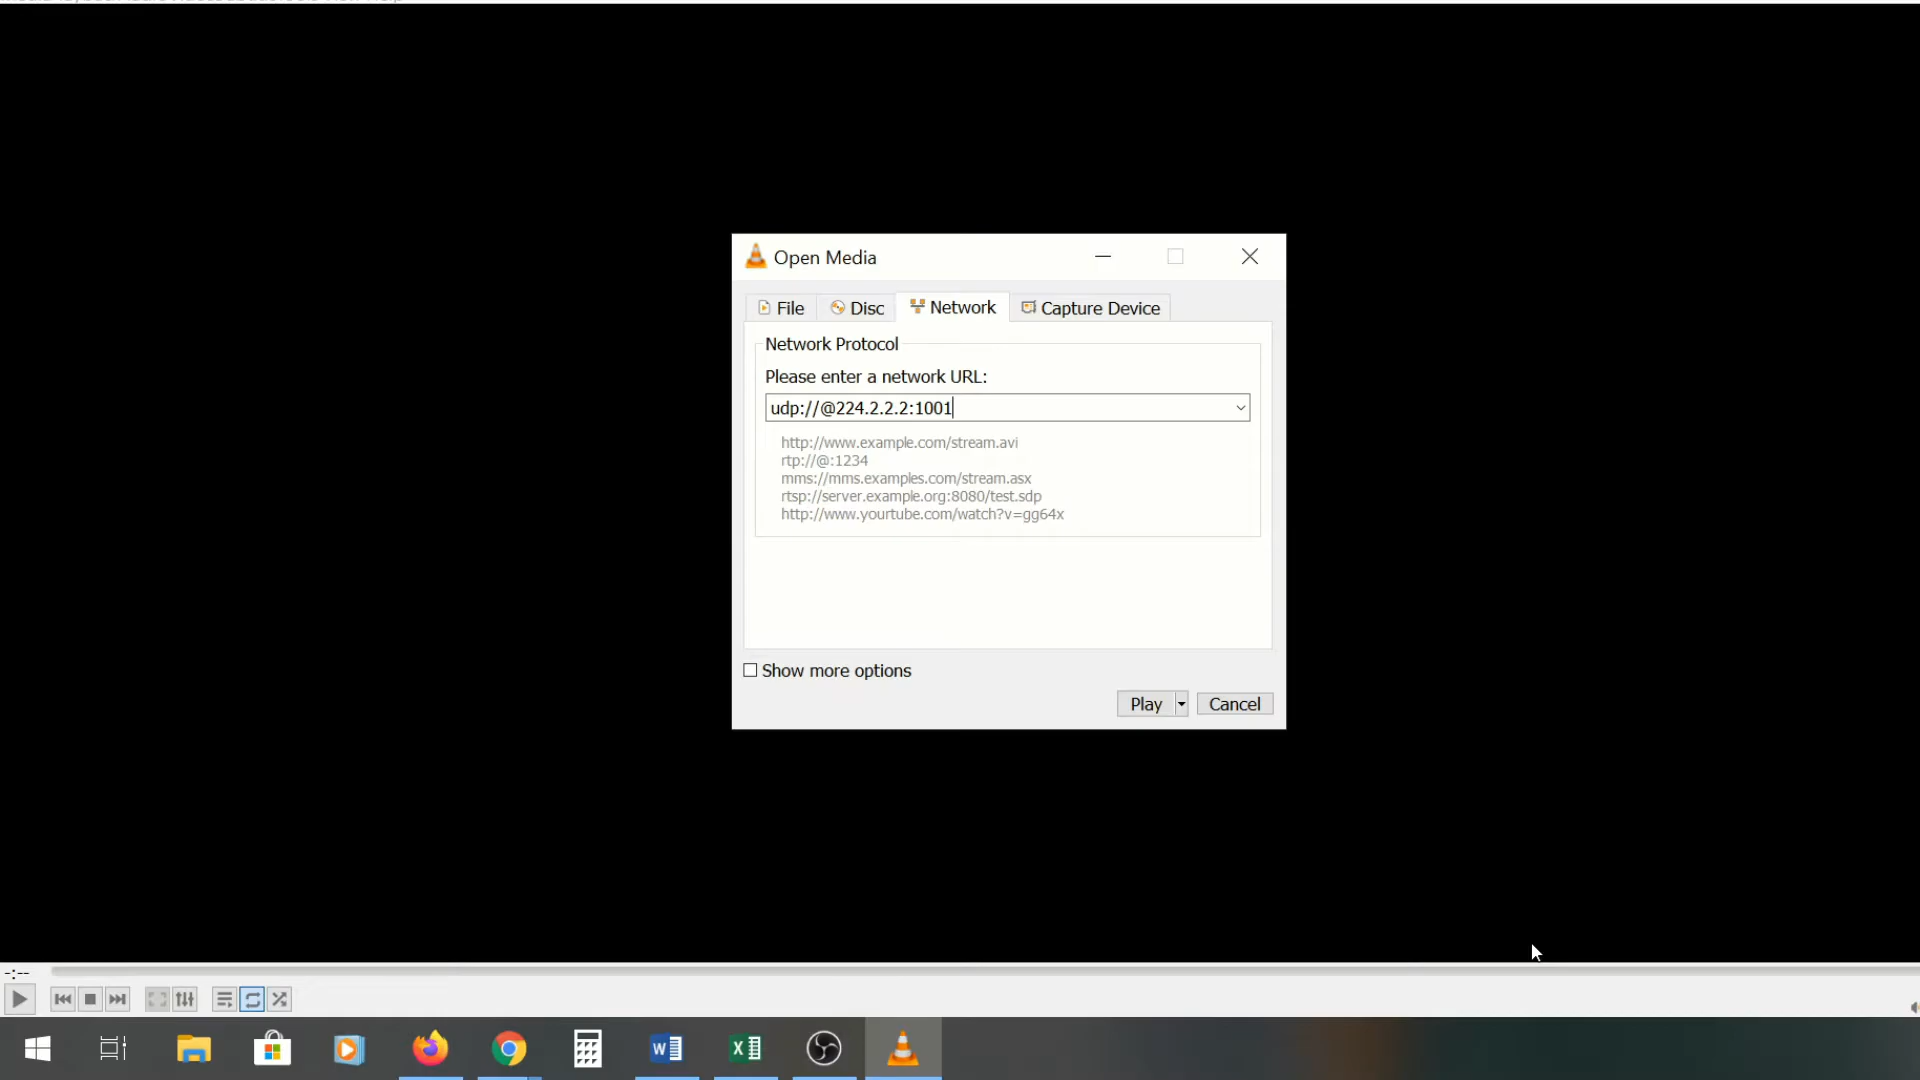 Open Media
File Disc Network Capture Device
Network Protocol
Please enter a network URL:
udp://@224.2.2.2:1001
http://www.example.com/stream.avi
rtp://@:1234
mms://mms.examples.com/stream.asx
rtsp://server.example.org:8080/test.sdp
http://www.yourtube.com/watch?v=gg64x
Show more options
Play Cancel
-:--